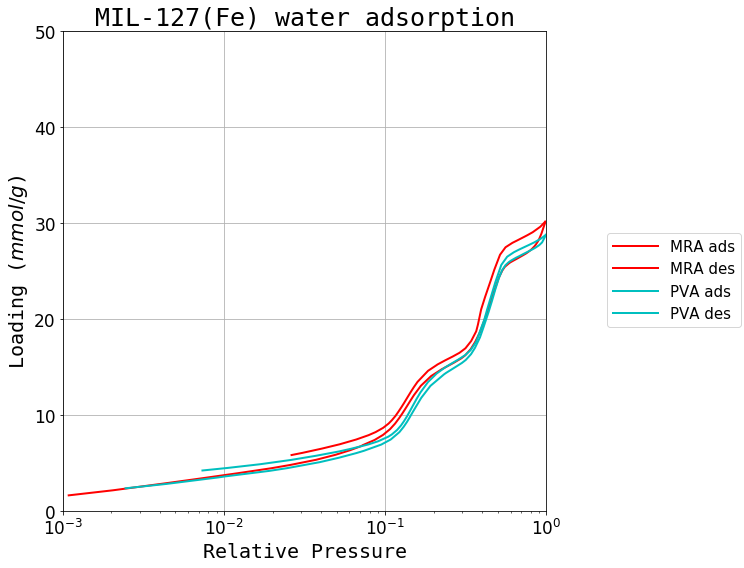 MIL-127(Fe) water adsorption
50
40
30
20
10
0
Loading (mmol/g)
10⁻³
10⁻²
10⁻¹
10⁰
Relative Pressure
MRA ads
MRA des
PVA ads
PVA des